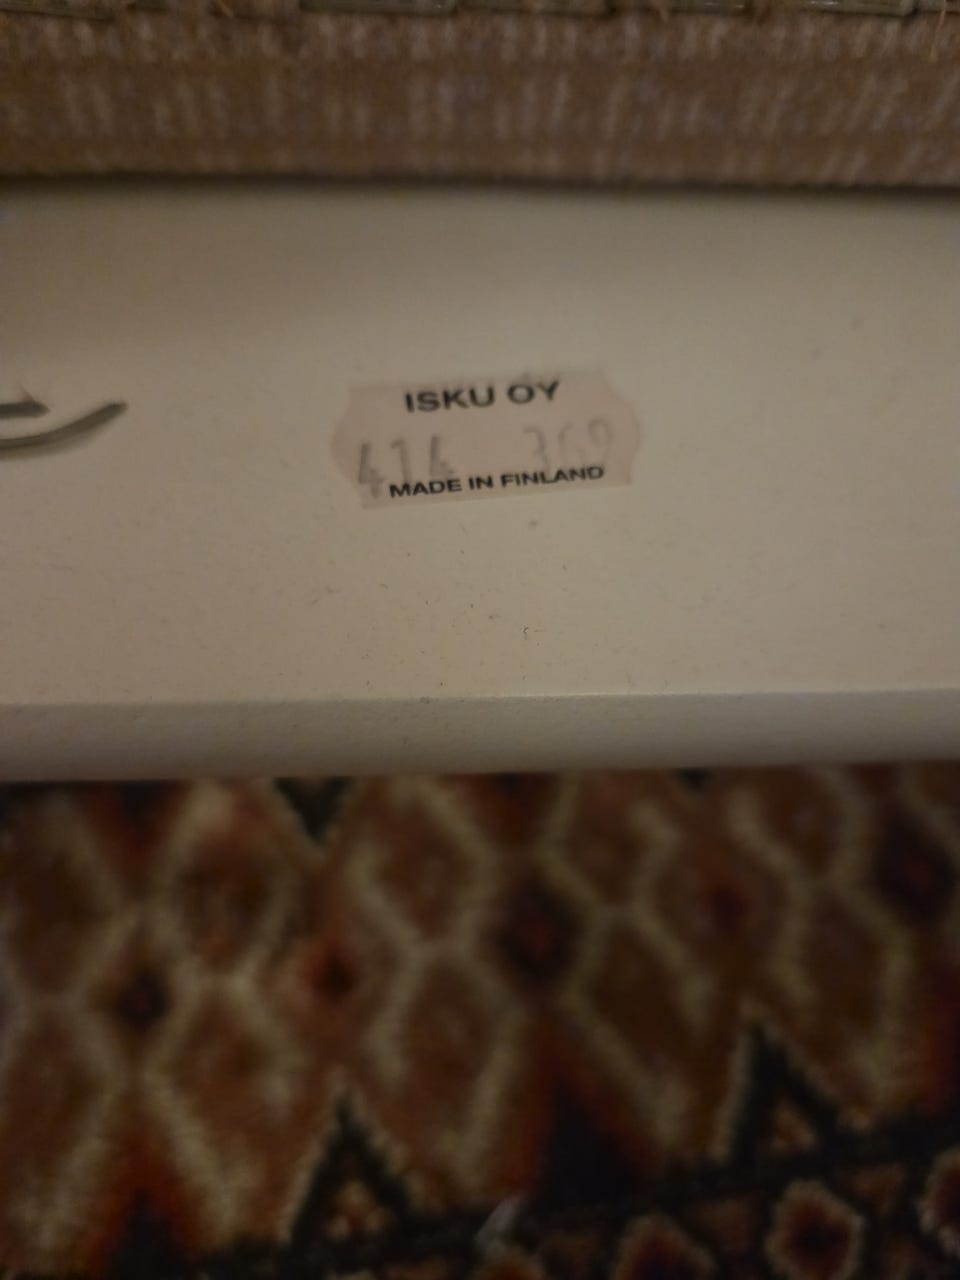 ISKU OY
414 369
MADE IN FINLAND